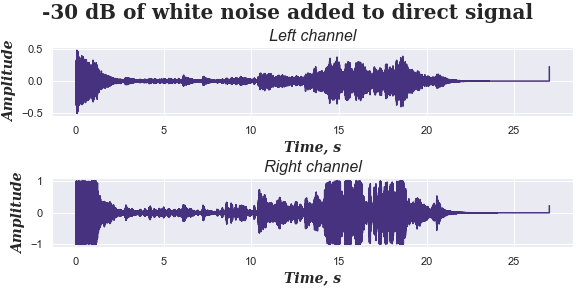 -30 dB of white noise added to direct signal
Left channel
Amplitude
0.5
0.0
−0.5
0 5 10 15 20 25
Time, s
Right channel
Amplitude
1
0
−1
0 5 10 15 20 25
Time, s